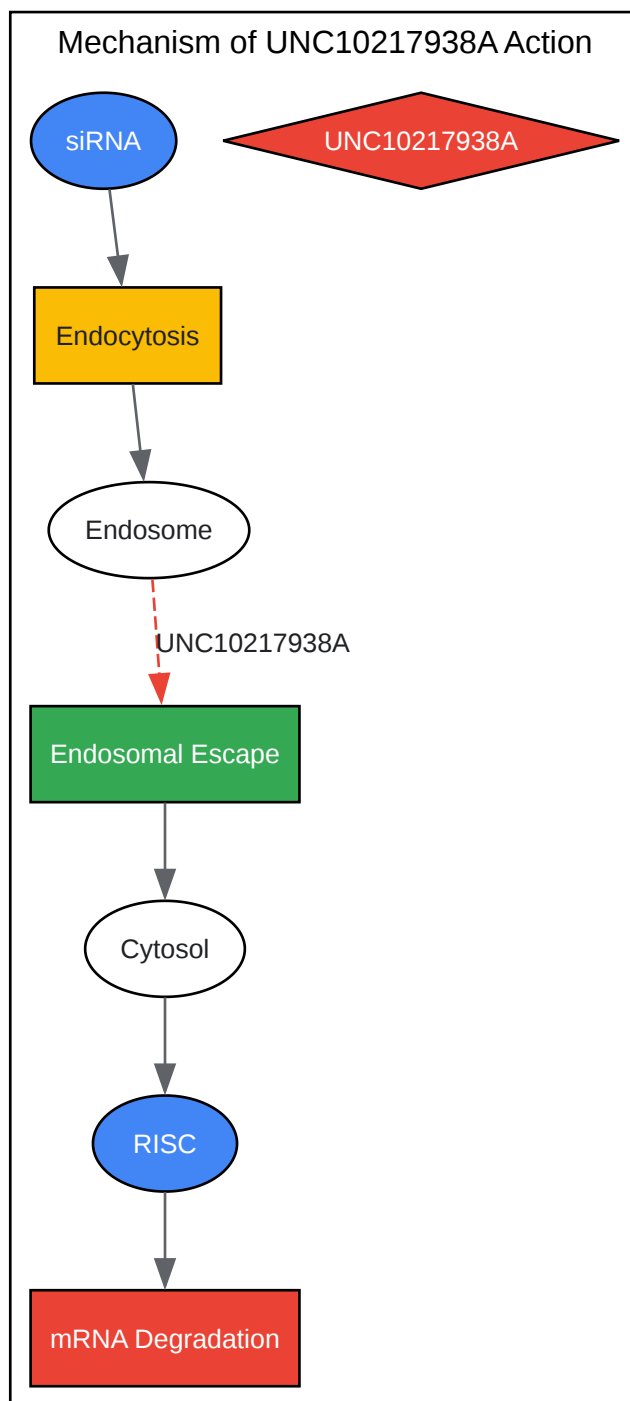 Mechanism of UNC10217938A Action
siRNA
UNC10217938A
Endocytosis
Endosome
UNC10217938A
Endosomal Escape
Cytosol
RISC
mRNA Degradation